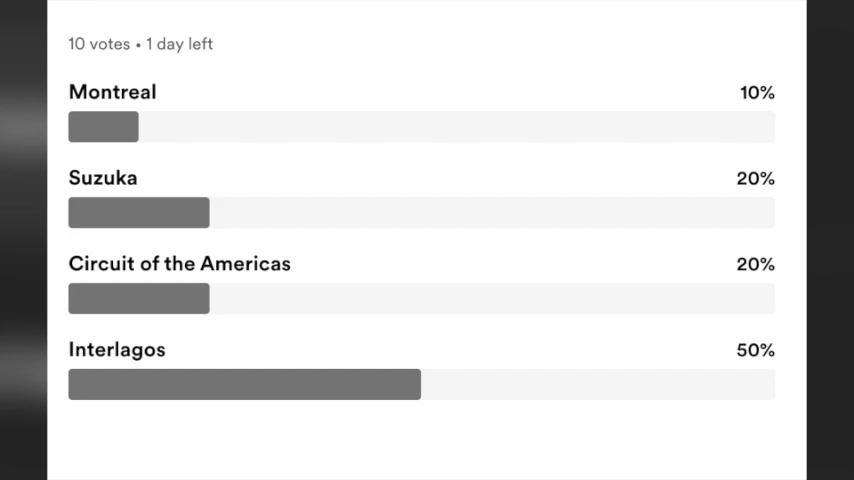 10 votes • 1 day left
Montreal 10%
Suzuka 20%
Circuit of the Americas 20%
Interlagos 50%